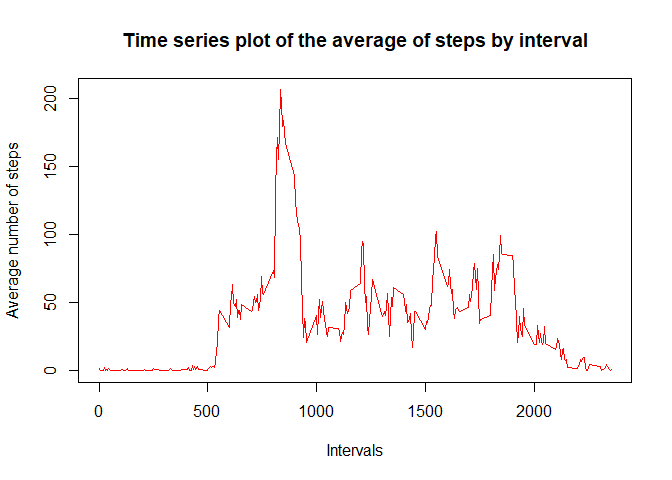 Time series plot of the average of steps by interval
Average number of steps
200
150
100
50
0
0 500 1000 1500 2000
Intervals